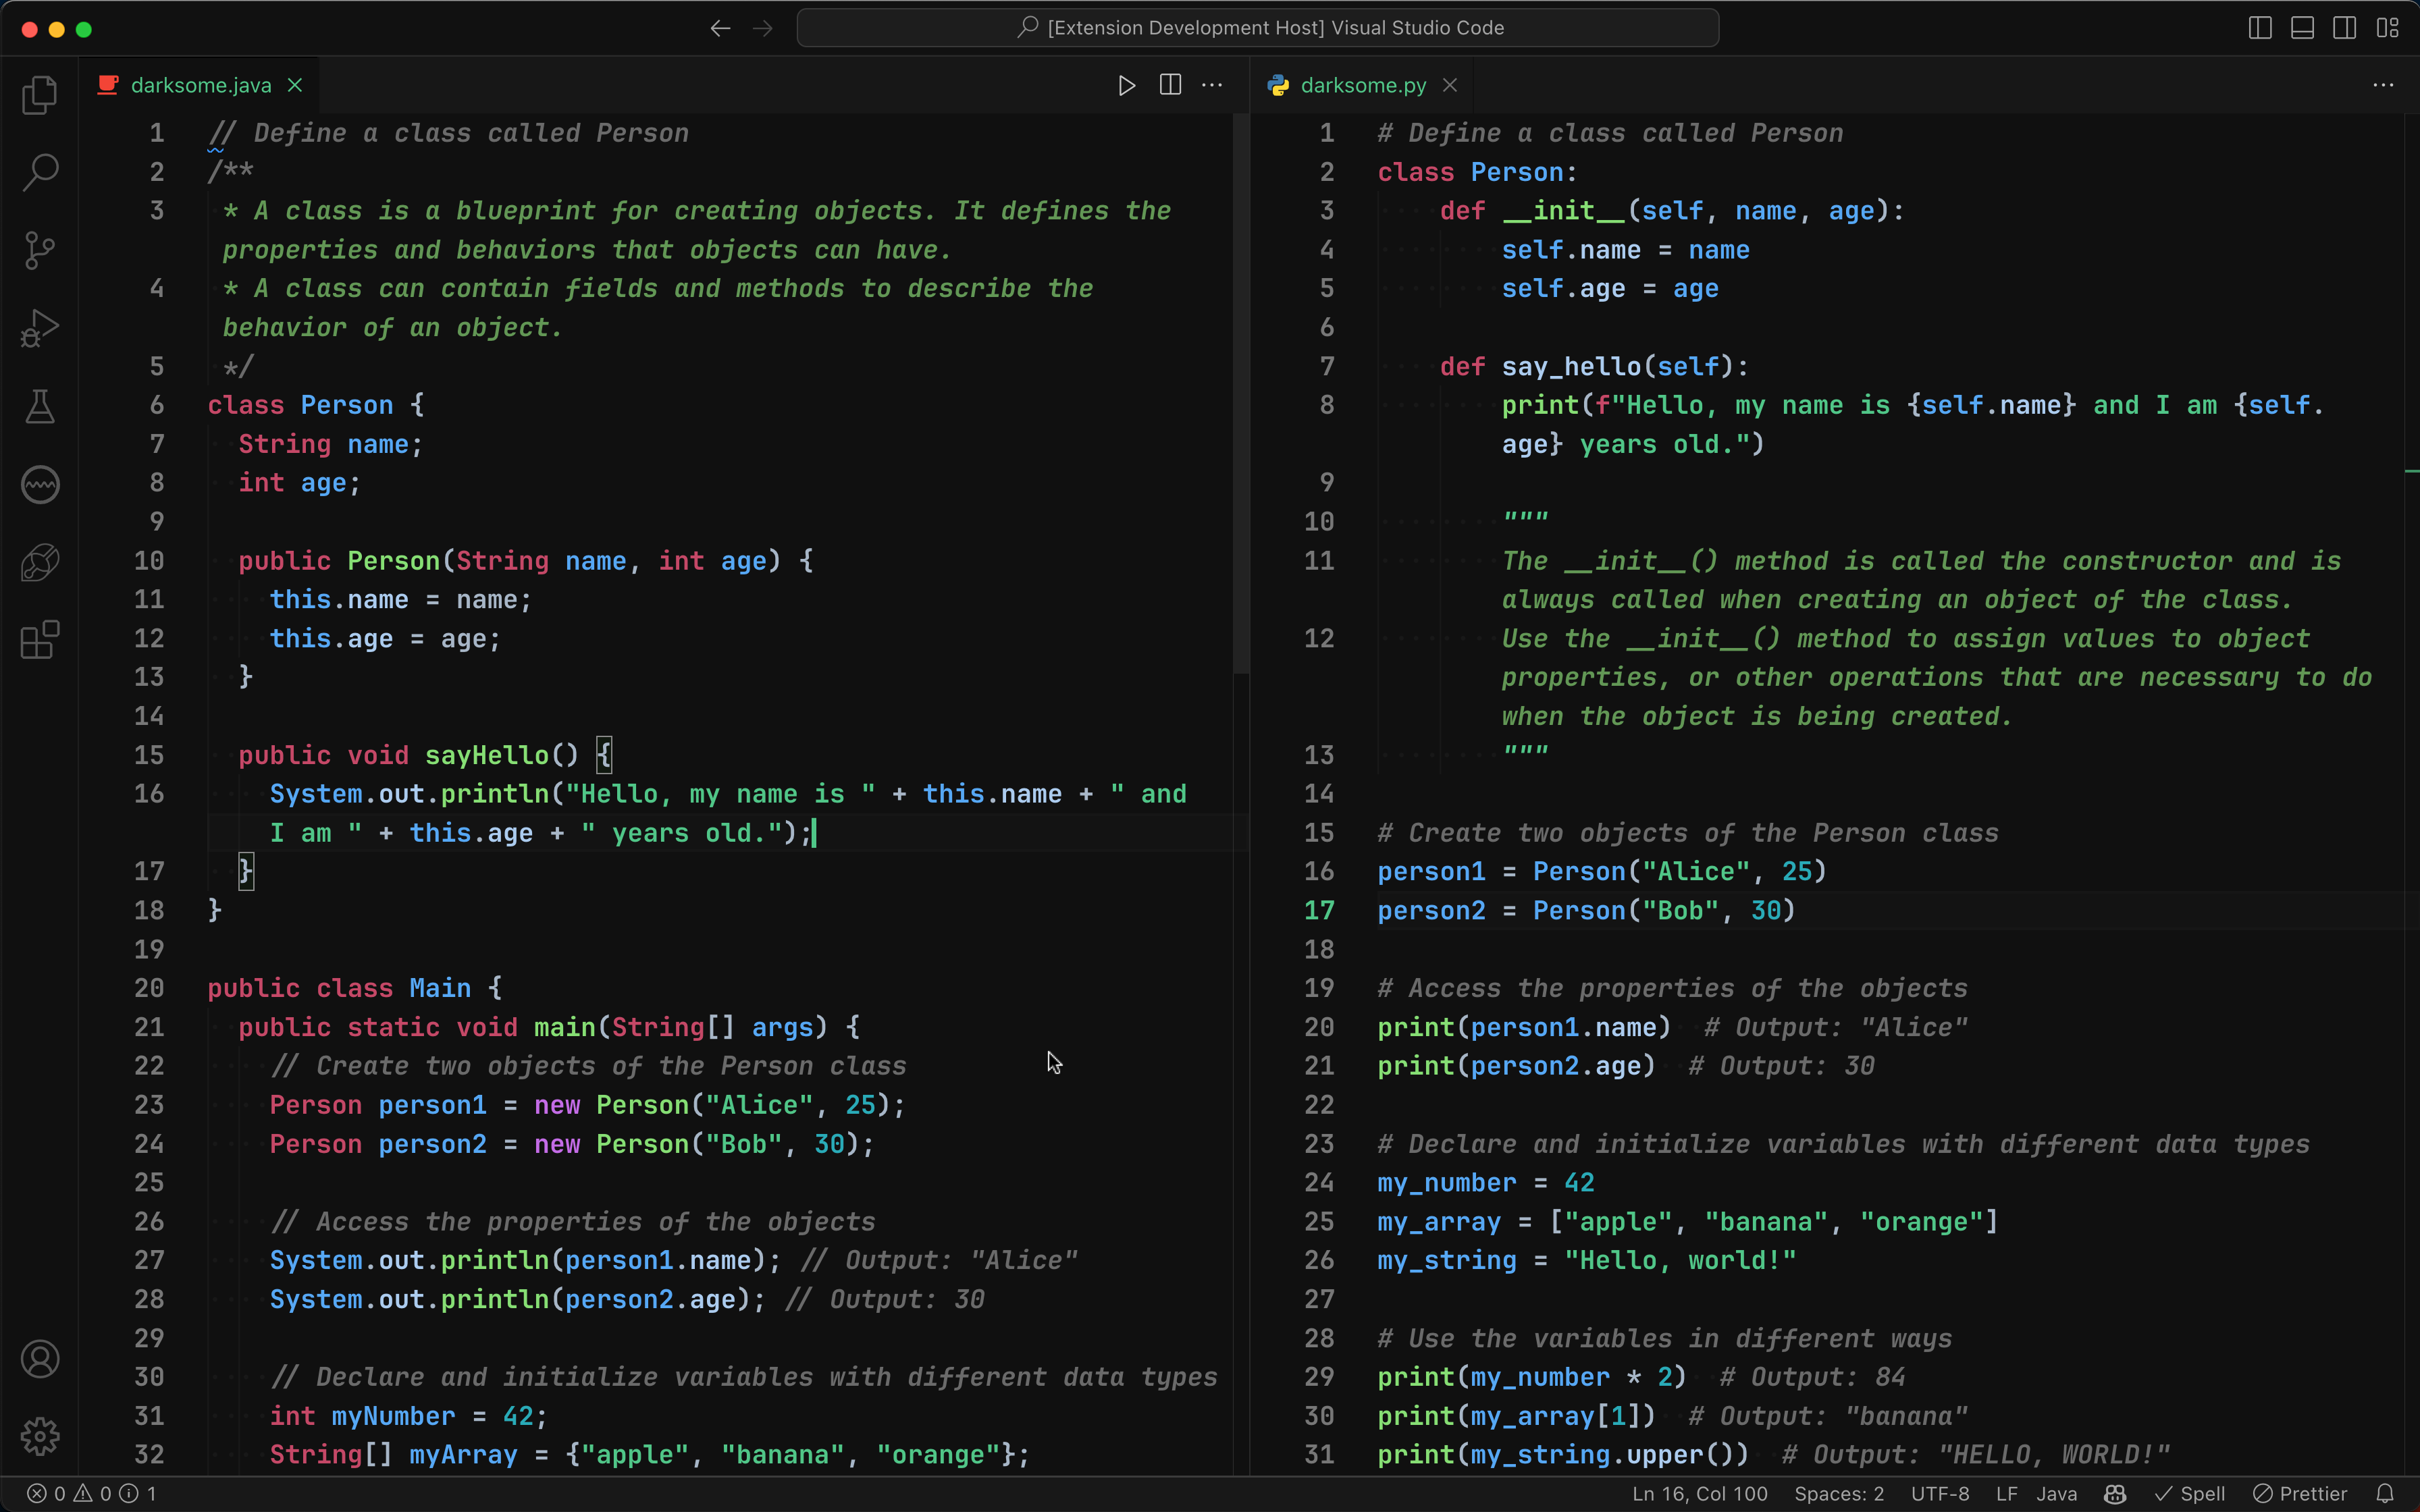 [Extension Development Host] Visual Studio Code
darksome.java
1 // Define a class called Person
2 /**
3 * A class is a blueprint for creating objects. It defines the
properties and behaviors that objects can have.
4 * A class can contain fields and methods to describe the
behavior of an object.
5 */
6 class Person {
7 String name;
8 int age;
9
10 public Person(String name, int age) {
11 this.name = name;
12 this.age = age;
13 }
14
15 public void sayHello() {
16 System.out.println("Hello, my name is " + this.name + " and
I am " + this.age + " years old.");
17 }
18 }
19
20 public class Main {
21 public static void main(String[] args) {
22 // Create two objects of the Person class
23 Person person1 = new Person("Alice", 25);
24 Person person2 = new Person("Bob", 30);
25
26 // Access the properties of the objects
27 System.out.println(person1.name); // Output: "Alice"
28 System.out.println(person2.age); // Output: 30
29
30 // Declare and initialize variables with different data types
31 int myNumber = 42;
32 String[] myArray = {"apple", "banana", "orange"};
darksome.py
1 # Define a class called Person
2 class Person:
3 def __init__(self, name, age):
4 self.name = name
5 self.age = age
6
7 def say_hello(self):
8 print(f"Hello, my name is {self.name} and I am {self.
age} years old.")
9
10 """
11 The __init__() method is called the constructor and is
always called when creating an object of the class.
12 Use the __init__() method to assign values to object
properties, or other operations that are necessary to do
when the object is being created.
13 """
14
15 # Create two objects of the Person class
16 person1 = Person("Alice", 25)
17 person2 = Person("Bob", 30)
18
19 # Access the properties of the objects
20 print(person1.name) # Output: "Alice"
21 print(person2.age) # Output: 30
22
23 # Declare and initialize variables with different data types
24 my_number = 42
25 my_array = ["apple", "banana", "orange"]
26 my_string = "Hello, world!"
27
28 # Use the variables in different ways
29 print(my_number * 2) # Output: 84
30 print(my_array[1]) # Output: "banana"
31 print(my_string.upper()) # Output: "HELLO, WORLD!"
0 0 1 Ln 16, Col 100 Spaces: 2 UTF-8 LF Java Spell Prettier